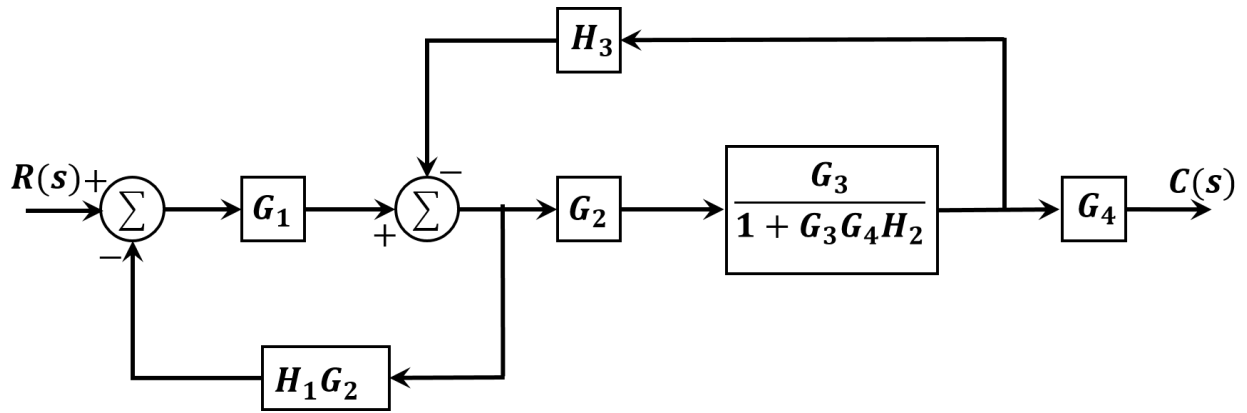 H₃
R(s) +
∑
−
G₁
+
∑
−
G₂
G₃
1 + G₃G₄H₂
G₄
C(s)
H₁G₂